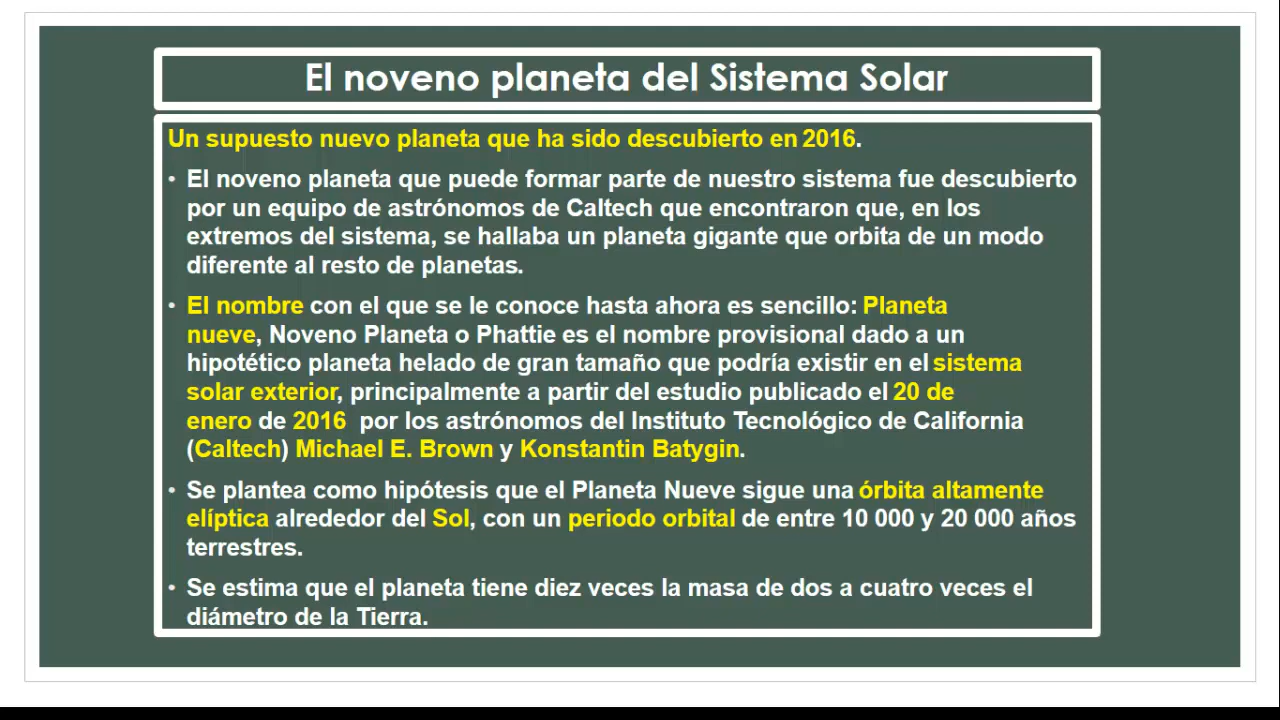 El noveno planeta del Sistema Solar
Un supuesto nuevo planeta que ha sido descubierto en 2016.
• El noveno planeta que puede formar parte de nuestro sistema fue descubierto
por un equipo de astrónomos de Caltech que encontraron que, en los
extremos del sistema, se hallaba un planeta gigante que orbita de un modo
diferente al resto de planetas.
• El nombre con el que se le conoce hasta ahora es sencillo: Planeta
nueve, Noveno Planeta o Phattie es el nombre provisional dado a un
hipotético planeta helado de gran tamaño que podría existir en el sistema
solar exterior, principalmente a partir del estudio publicado el 20 de
enero de 2016 por los astrónomos del Instituto Tecnológico de California
(Caltech) Michael E. Brown y Konstantin Batygin.
• Se plantea como hipótesis que el Planeta Nueve sigue una órbita altamente
elíptica alrededor del Sol, con un periodo orbital de entre 10 000 y 20 000 años
terrestres.
• Se estima que el planeta tiene diez veces la masa de dos a cuatro veces el
diámetro de la Tierra.